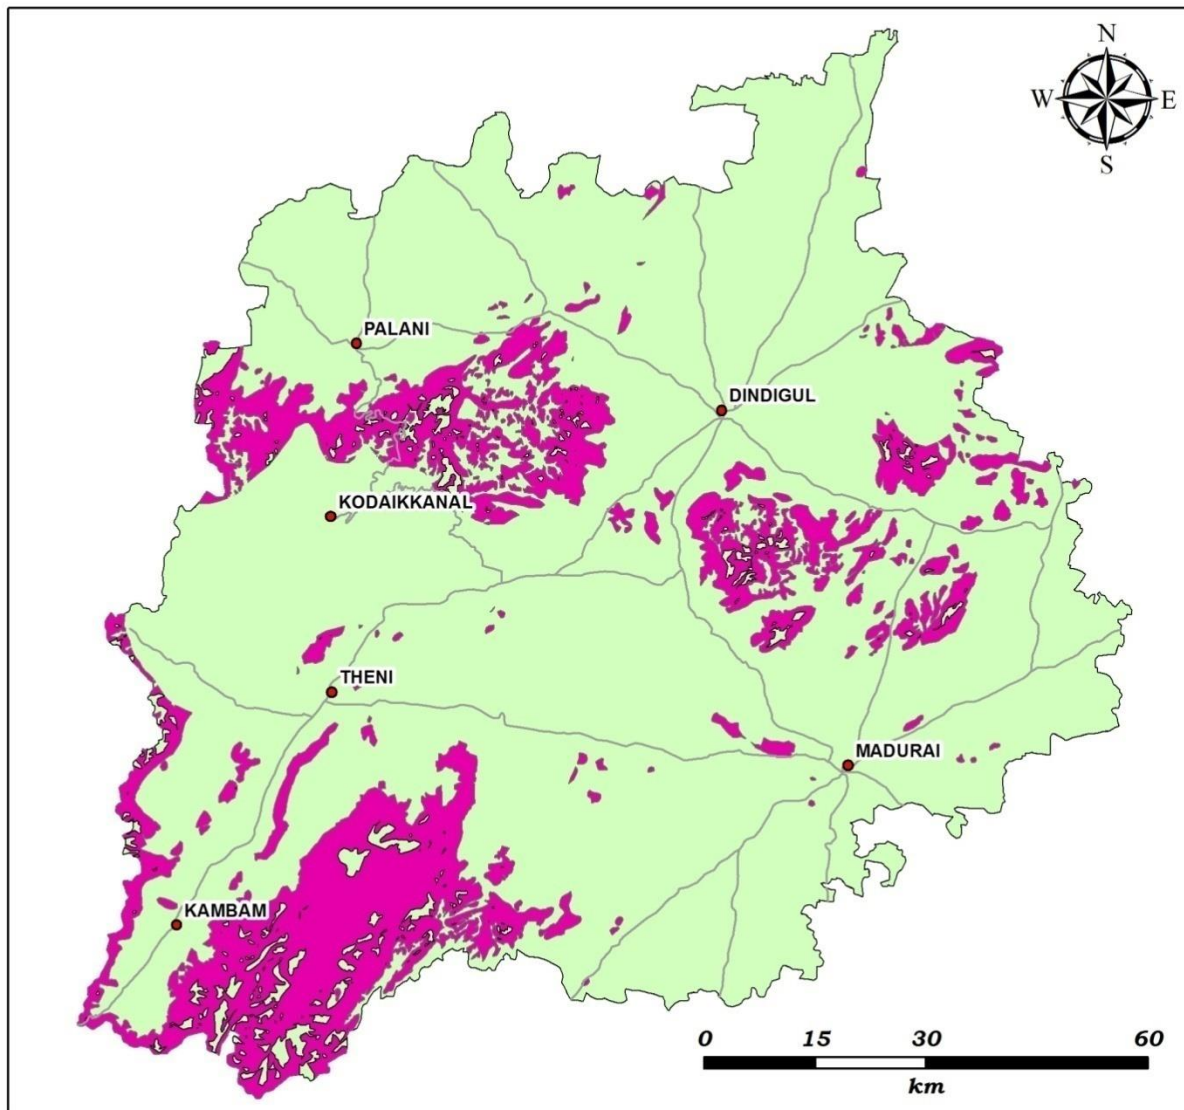 N
W E
S
PALANI
DINDIGUL
KODAIKKANAL
THENI
MADURAI
KAMBAM
0 15 30 60
km